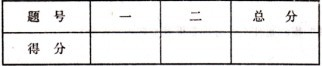 题 号 一 二 总 分
得 分